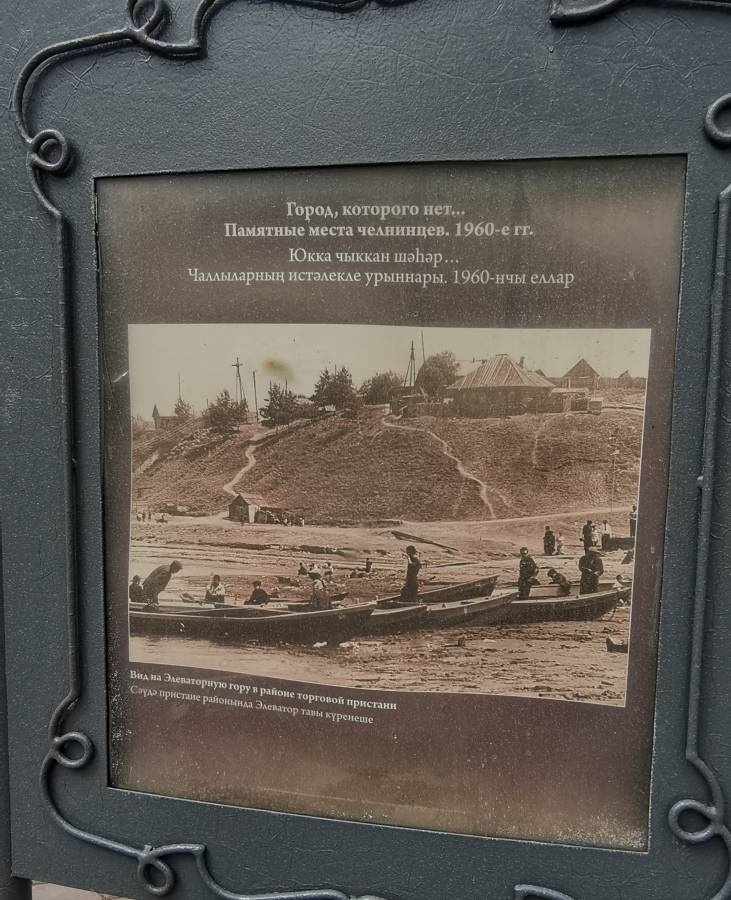 Город, которого нет...
Памятные места челнинцев. 1960-е гг.
Юкка чыккан шәһәр...
Чаллыларның истәлекле урыннары. 1960-нчы еллар
Вид на Элеваторную гору в районе торговой пристани
Сәүдә пристане районында Элеватор тавы күренеше